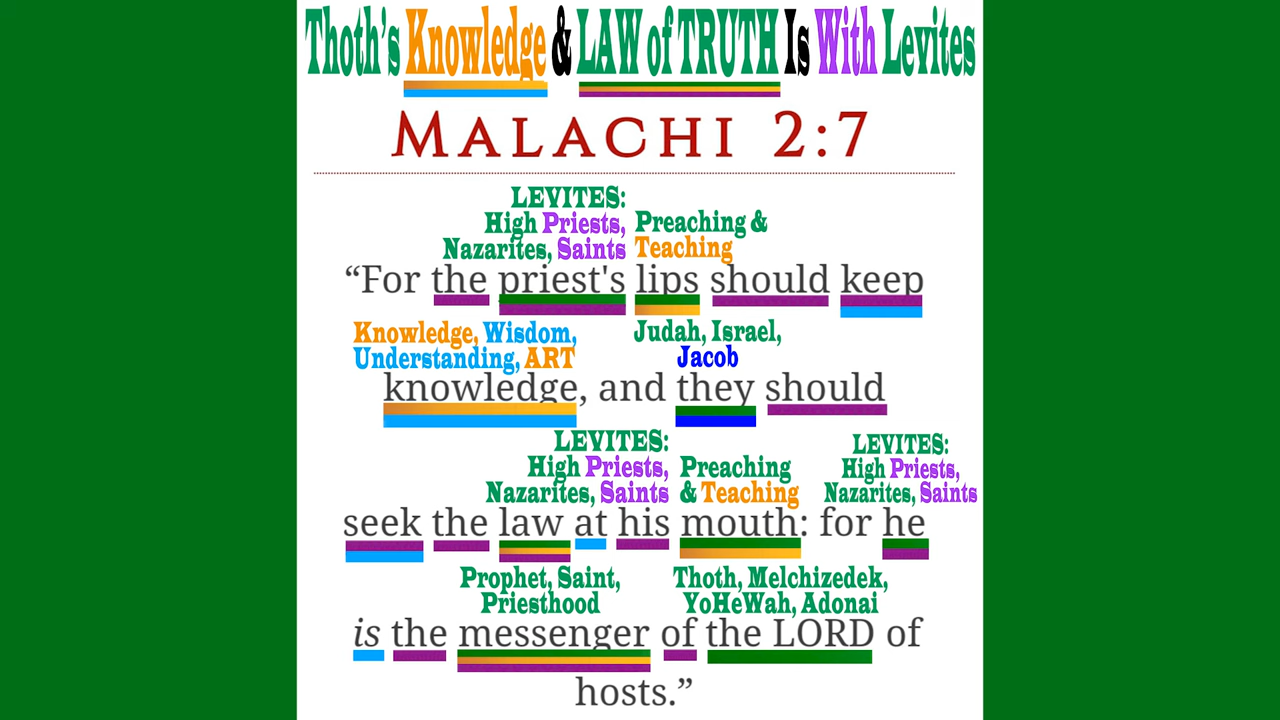 Thoth's Knowledge & LAW of TRUTH Is With Levites
MALACHI 2:7
LEVITES:
High Priests, Preaching &
Nazarites, Saints Teaching
“For the priest's lips should keep
Knowledge, Wisdom, Judah, Israel,
Understanding, ART Jacob
knowledge, and they should
LEVITES: LEVITES:
High Priests, Preaching High Priests,
Nazarites, Saints & Teaching Nazarites, Saints
seek the law at his mouth: for he
Prophet, Saint, Thoth, Melchizedek,
Priesthood YoHeWah, Adonai
is the messenger of the LORD of
hosts.”